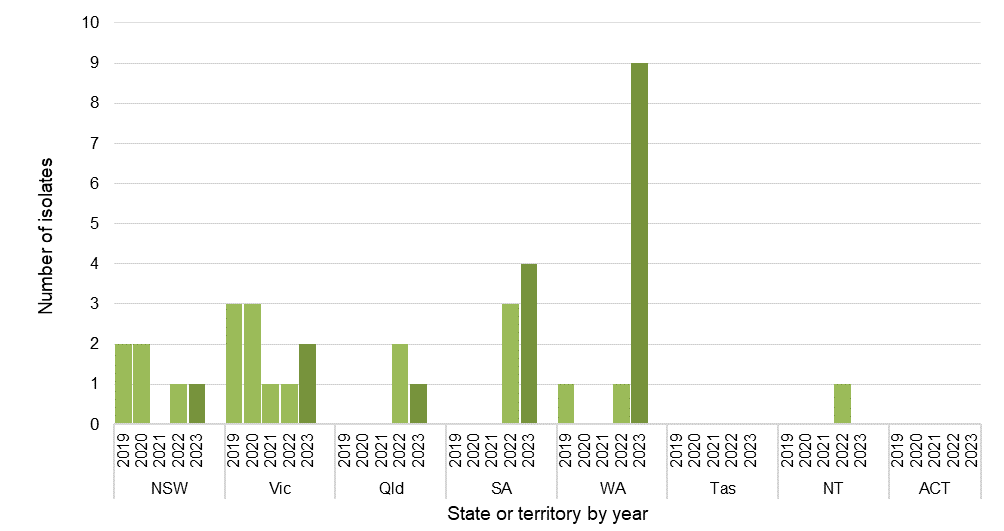 10
9
8
7
6
5
4
3
2
1
0
Number of isolates
2019 2020 2021 2022 2023 2019 2020 2021 2022 2023 2019 2020 2021 2022 2023 2019 2020 2021 2022 2023 2019 2020 2021 2022 2023 2019 2020 2021 2022 2023 2019 2020 2021 2022 2023 2019 2020 2021 2022 2023
NSW Vic Qld SA WA Tas NT ACT
State or territory by year